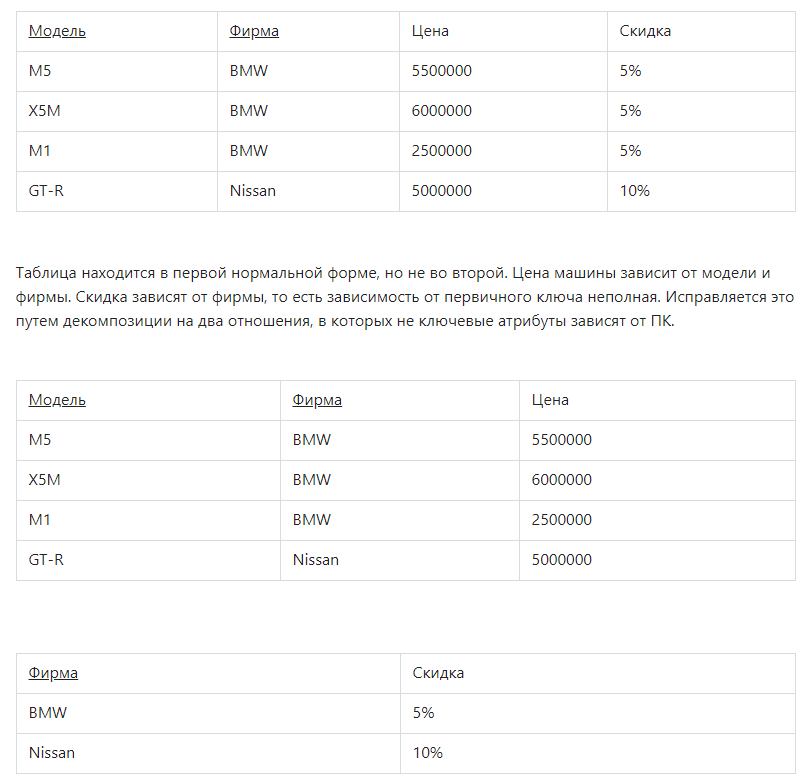 Модель Фирма Цена Скидка
M5 BMW 5500000 5%
X5M BMW 6000000 5%
M1 BMW 2500000 5%
GT-R Nissan 5000000 10%
Таблица находится в первой нормальной форме, но не во второй. Цена машины зависит от модели и
фирмы. Скидка зависят от фирмы, то есть зависимость от первичного ключа неполная. Исправляется это
путем декомпозиции на два отношения, в которых не ключевые атрибуты зависят от ПК.
Модель Фирма Цена
M5 BMW 5500000
X5M BMW 6000000
M1 BMW 2500000
GT-R Nissan 5000000
Фирма Скидка
BMW 5%
Nissan 10%